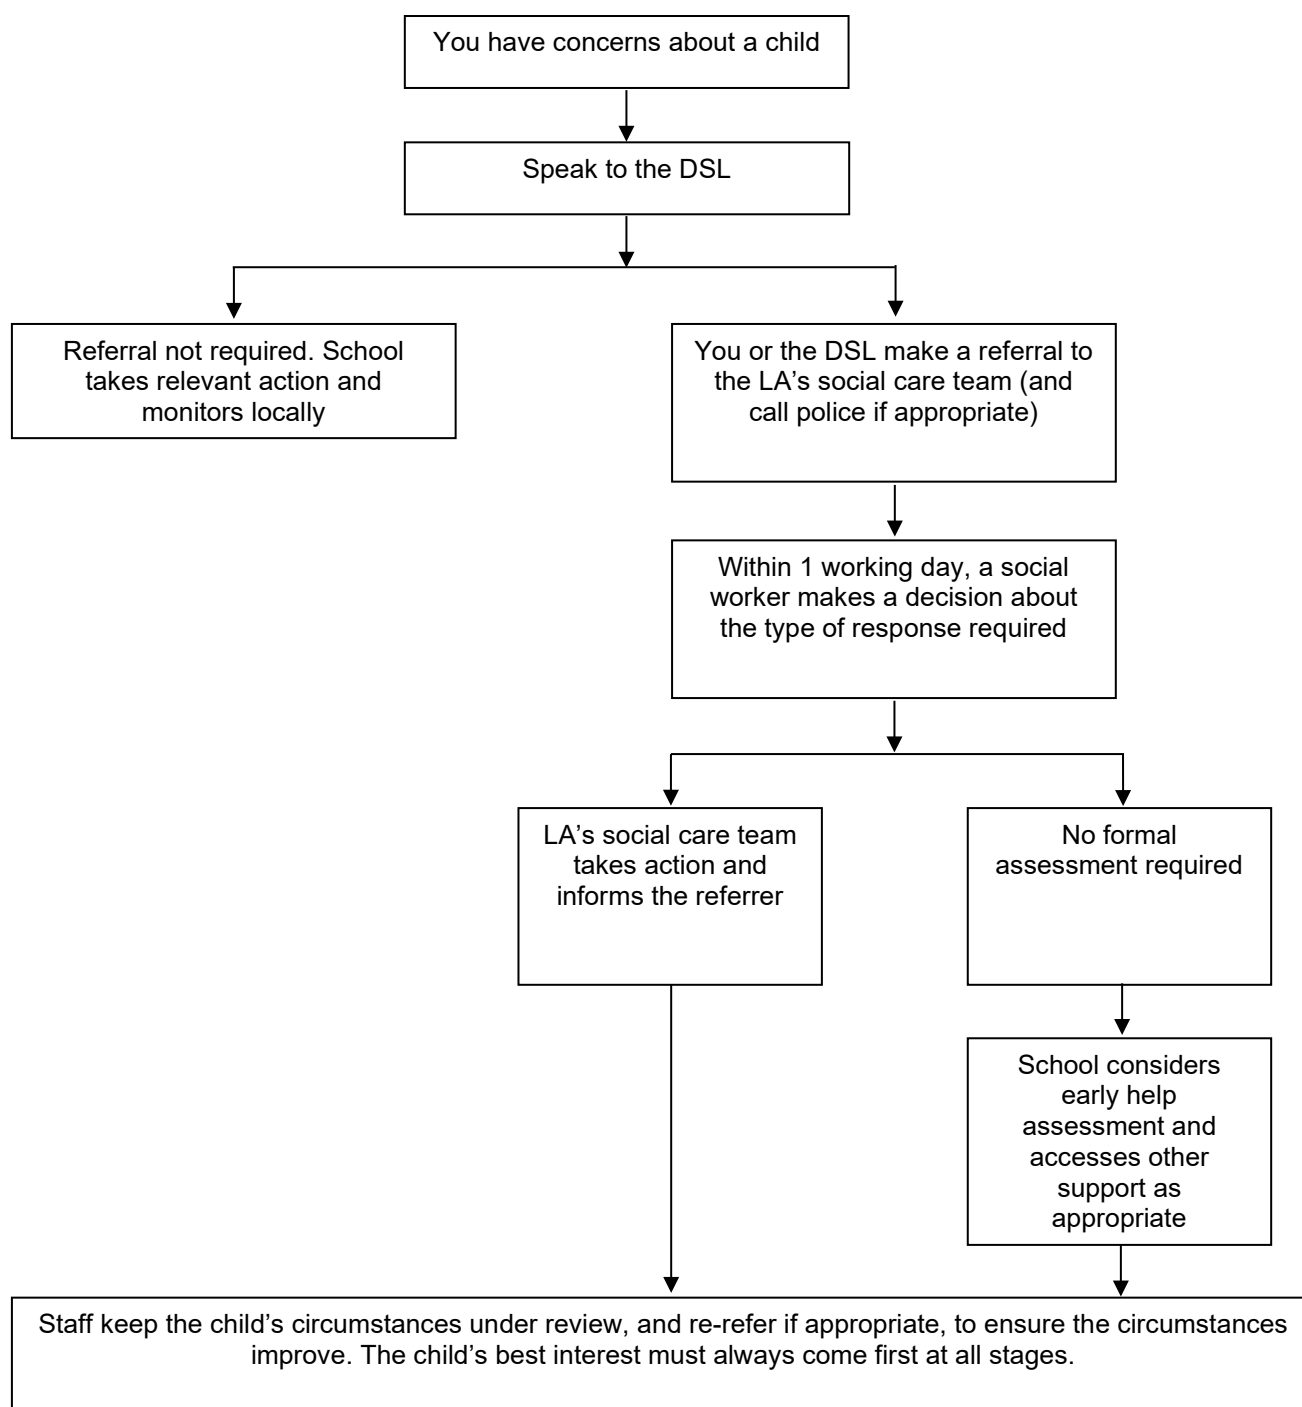 You have concerns about a child
Speak to the DSL
Referral not required. School
takes relevant action and
monitors locally
You or the DSL make a referral to
the LA’s social care team (and
call police if appropriate)
Within 1 working day, a social
worker makes a decision about
the type of response required
LA’s social care team
takes action and
informs the referrer
No formal
assessment required
School considers
early help
assessment and
accesses other
support as
appropriate
Staff keep the child’s circumstances under review, and re-refer if appropriate, to ensure the circumstances
improve. The child’s best interest must always come first at all stages.